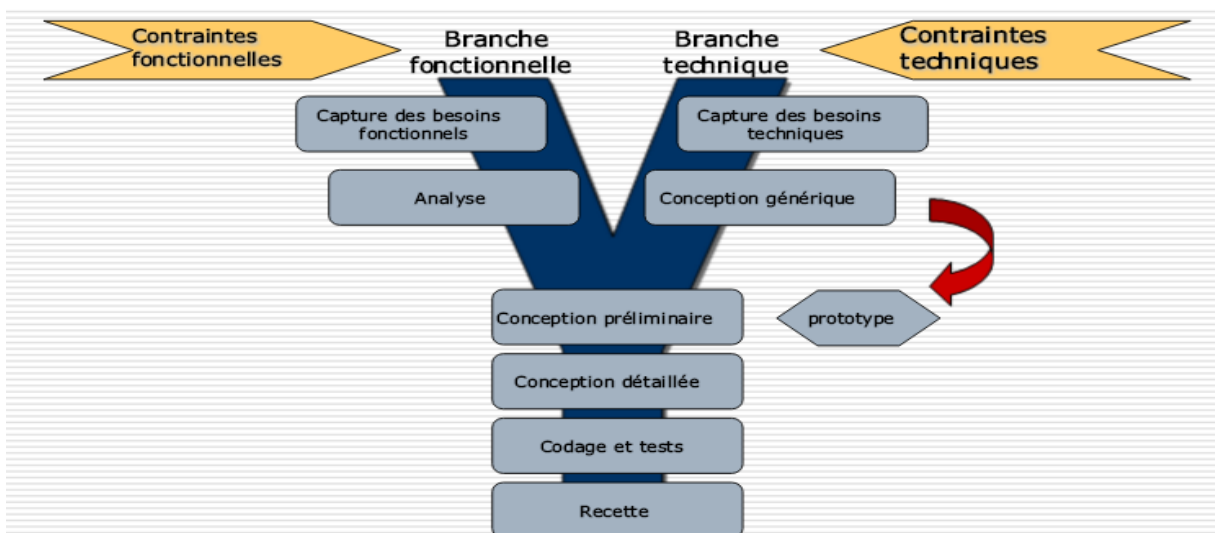 Contraintes
fonctionnelles
Branche
fonctionnelle
Branche
technique
Contraintes
techniques
Capture des besoins
fonctionnels
Capture des besoins
techniques
Analyse
Conception générique
Conception préliminaire
prototype
Conception détaillée
Codage et tests
Recette